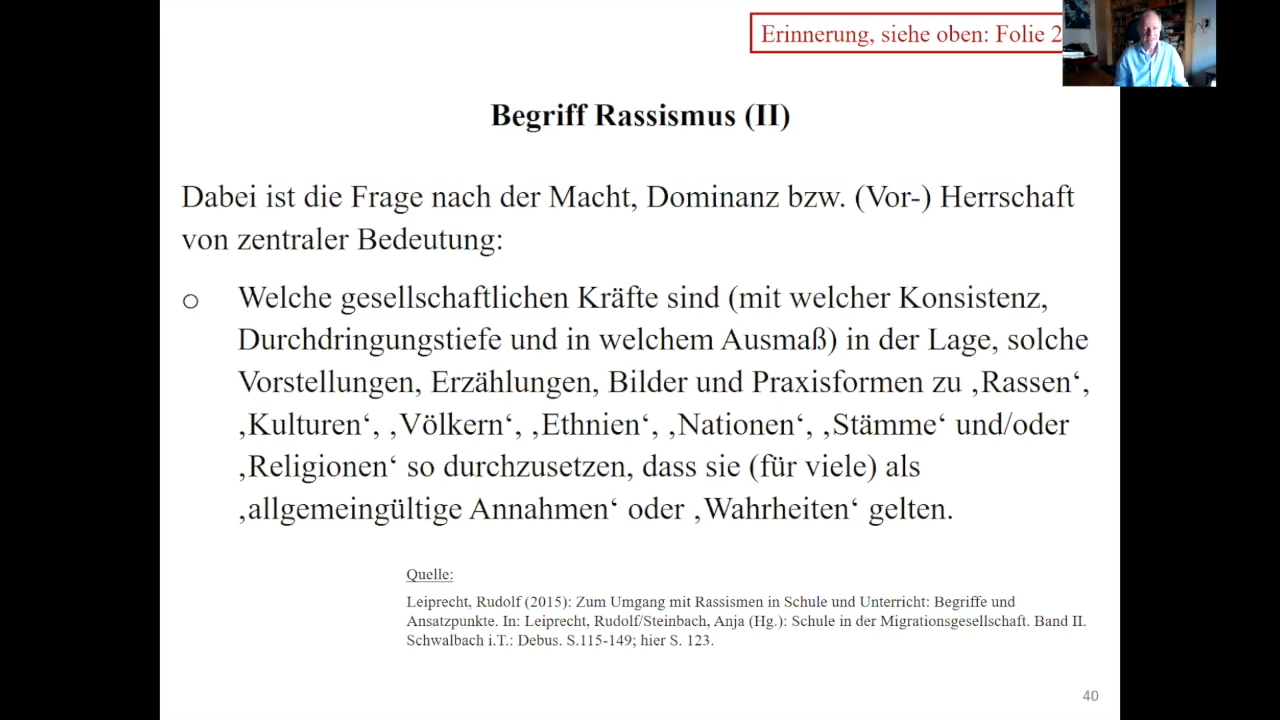 Erinnerung, siehe oben: Folie 2
Begriff Rassismus (II)
Dabei ist die Frage nach der Macht, Dominanz bzw. (Vor-) Herrschaft
von zentraler Bedeutung:
o Welche gesellschaftlichen Kräfte sind (mit welcher Konsistenz,
Durchdringungstiefe und in welchem Ausmaß) in der Lage, solche
Vorstellungen, Erzählungen, Bilder und Praxisformen zu ‚Rassen‘,
‚Kulturen‘, ‚Völkern‘, ‚Ethnien‘, ‚Nationen‘, ‚Stämme‘ und/oder
‚Religionen‘ so durchzusetzen, dass sie (für viele) als
‚allgemeingültige Annahmen‘ oder ‚Wahrheiten‘ gelten.
Quelle:
Leiprecht, Rudolf (2015): Zum Umgang mit Rassismen in Schule und Unterricht: Begriffe und
Ansatzpunkte. In: Leiprecht, Rudolf/Steinbach, Anja (Hg.): Schule in der Migrationsgesellschaft. Band II.
Schwalbach i.T.: Debus. S.115-149; hier S. 123.
40